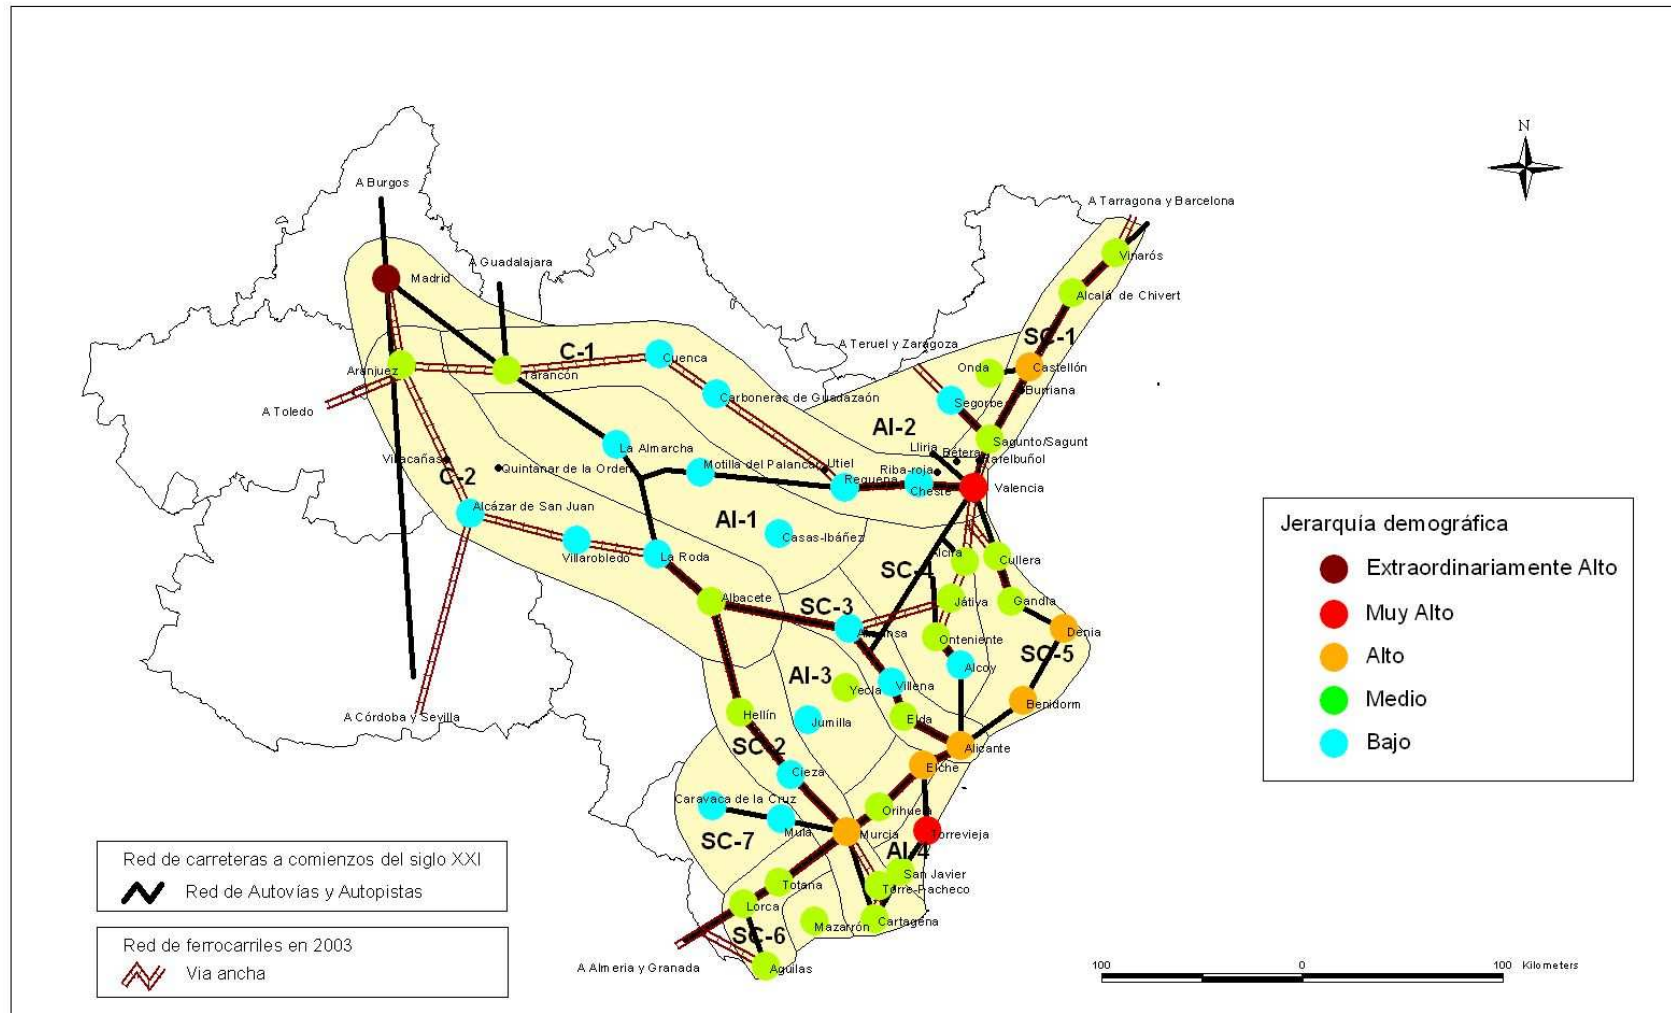 N
A Burgos
A Tarragona y Barcelona
A Guadalajara
Madrid
Vinarós
Alcalá de Chivert
SC-1
A Teruel y Zaragoza
C-1
Cuenca
Onda
Castellón
Aranjuez
Tarancón
Burriana
Carboneras de Guadazaón
Segorbe
A Toledo
AI-2
Sagunto/Sagunt
Lliria
Bétera
Rafelbuñol
La Almarcha
Villacañas
Quintanar de la Orden
Motilla del Palancar
Utiel
Riba-roja
C-2
Requena
Cheste
Valencia
Alcázar de San Juan
AI-1
Casas-Ibáñez
Villarobledo
La Roda
Alcira
Cullera
SC-4
Albacete
SC-3
Játiva
Gandía
Almansa
Onteniente
Denia
SC-5
Alcoy
AI-3
Yecla
Villena
Benidorm
A Córdoba y Sevilla
Hellín
Jumilla
Elda
SC-2
Alicante
Cieza
Elche
Caravaca de la Cruz
Orihuela
Mula
Murcia
Torrevieja
SC-7
AI-4
San Javier
Totana
Torre-Pacheco
Lorca
Mazarrón
Cartagena
SC-6
A Almeria y Granada
Aguilas
Jerarquía demográfica
Extraordinariamente Alto
Muy Alto
Alto
Medio
Bajo
Red de carreteras a comienzos del siglo XXI
Red de Autovías y Autopistas
Red de ferrocarriles en 2003
Via ancha
100 0 100 Kilometers